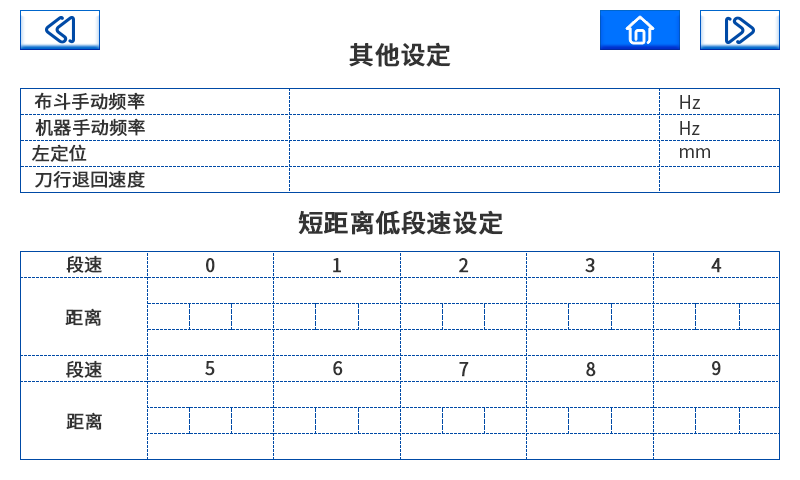 其他设定
布斗手动频率 Hz
机器手动频率 Hz
左定位 mm
刀行退回速度
短距离低段速设定
段速 0 1 2 3 4
距离
段速 5 6 7 8 9
距离